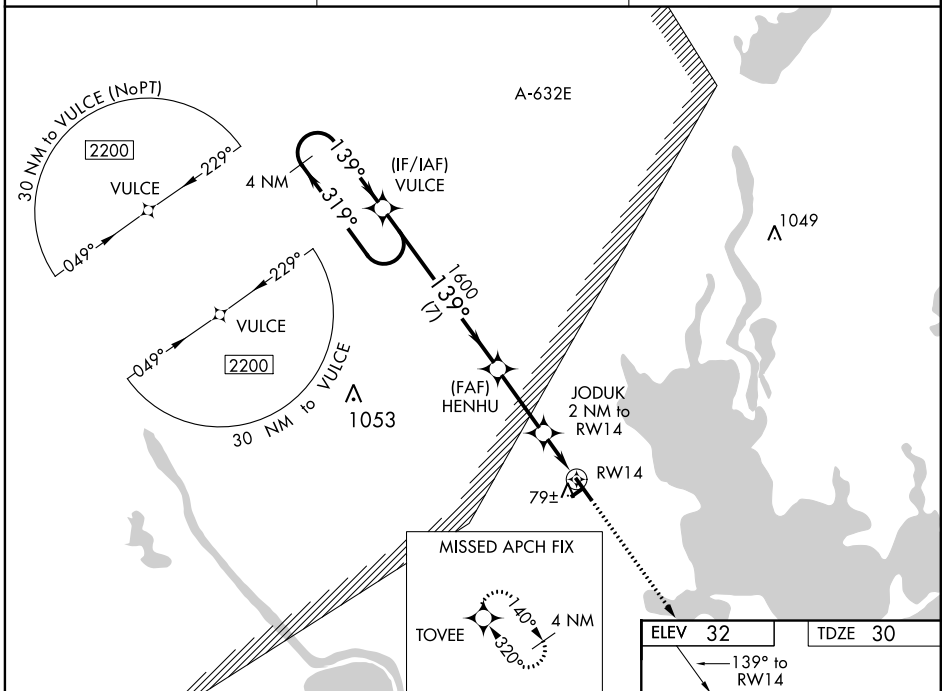 30 NM to VULCE (NoPT)
2200
VULCE
229°
049°
A-632E
139°
4 NM
319°
(IF/IAF)
VULCE
1049
1600
139°
(7)
229°
VULCE
049°
2200
30 NM to VULCE
1053
(FAF)
HENHU
JODUK
2 NM to
RW14
RW14
79±
MISSED APCH FIX
TOVEE
140°
4 NM
320°
ELEV 32
TDZE 30
139° to
RW14